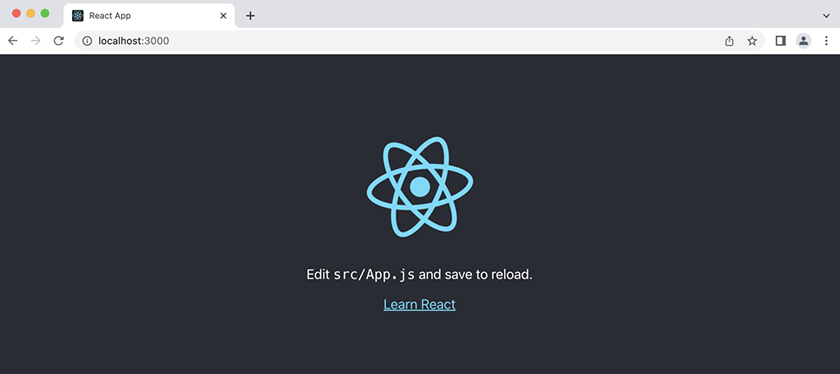 React App
localhost:3000
Edit src/App.js and save to reload.
Learn React